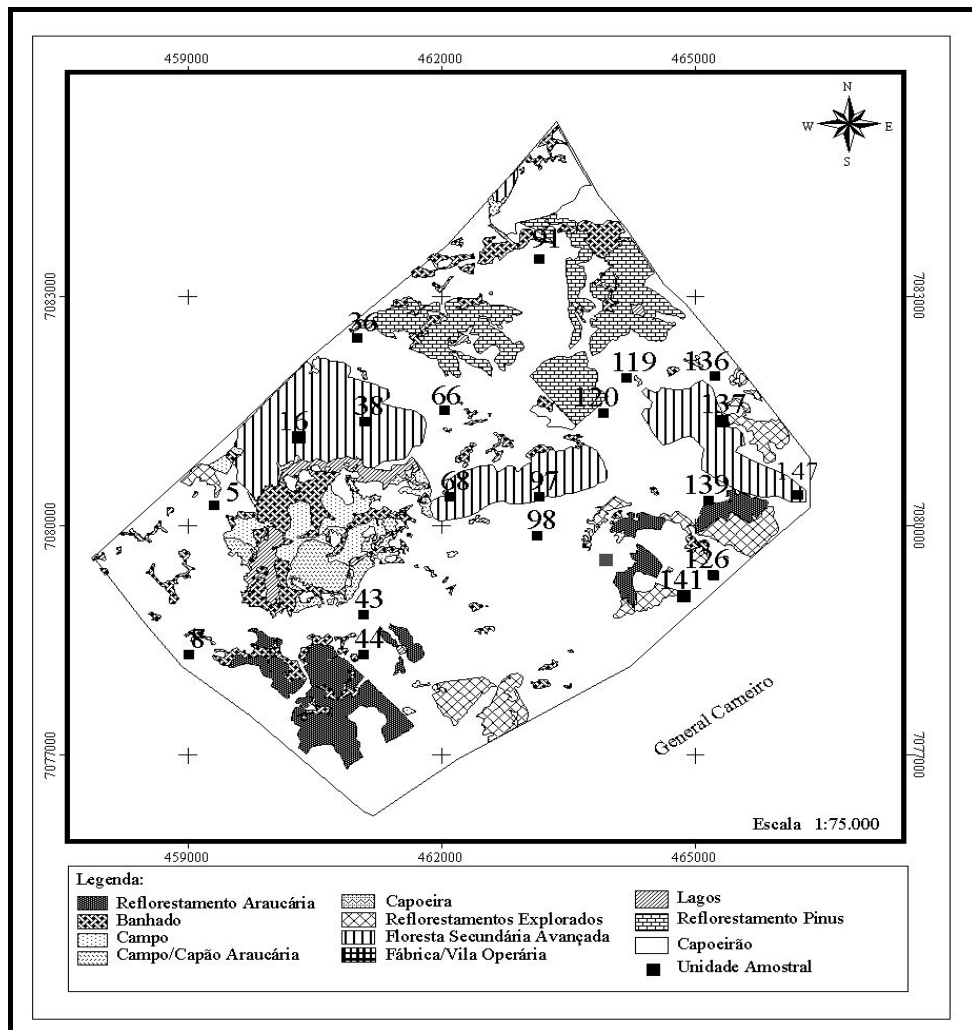 459000 462000 465000
N
W E
S
91
7083000 7083000
36
119 136
66 120
38 137
16
68 97 147
5 139
7080000 7080000
98
126
141
43
8 44
General Carneiro
7077000 7077000
Escala 1:75.000
459000 462000 465000
Legenda:
Reflorestamento Araucária
Banhado
Campo
Campo/Capão Araucária
Capoeira
Reflorestamentos Explorados
Floresta Secundária Avançada
Fábrica/Vila Operária
Lagos
Reflorestamento Pinus
Capoeirão
Unidade Amostral